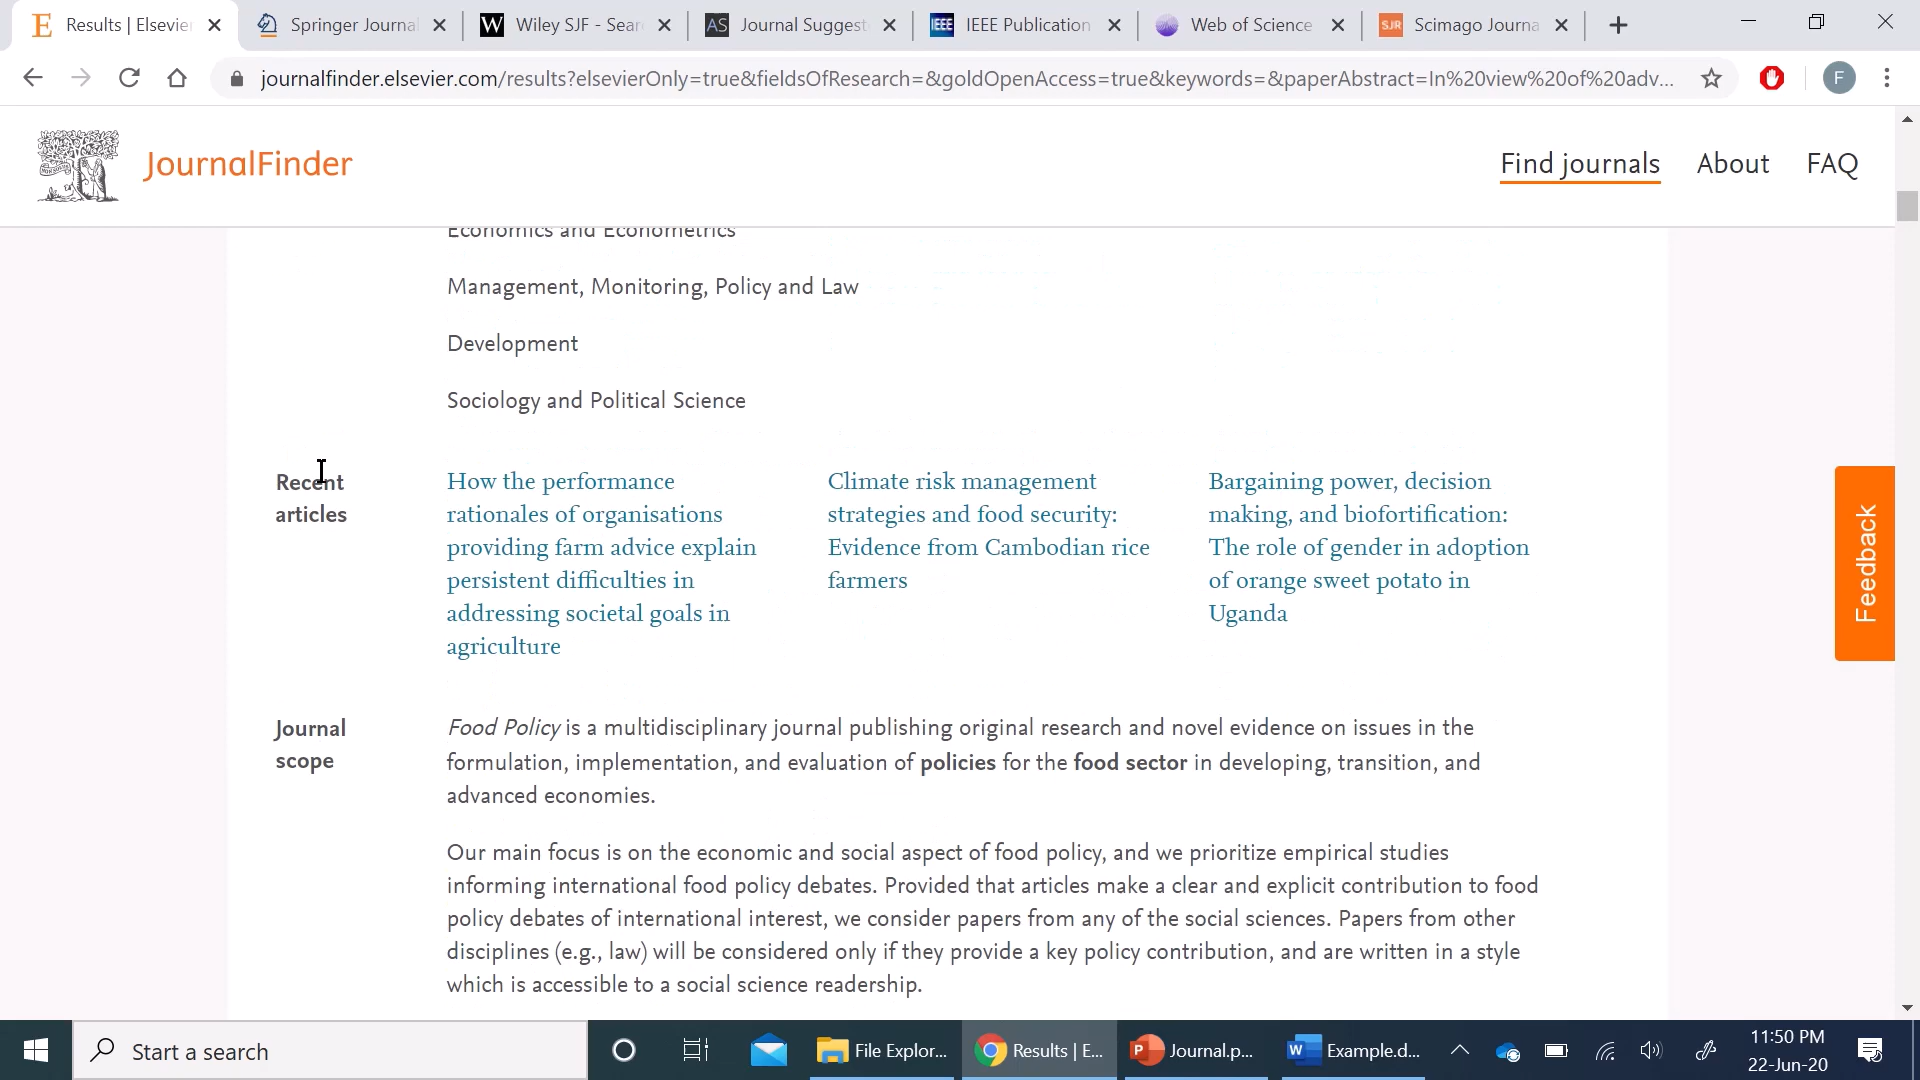 Results | Elsevier
Springer Journal
Wiley SJF - Sear
AS
Journal Suggest
IEEE
IEEE Publication
Web of Science
SJR
Scimago Journa
journalfinder.elsevier.com/results?elsevierOnly=true&fieldsOfResearch=&goldOpenAccess=true&keywords=&paperAbstract=In%20view%20of%20adv...
F
JournalFinder
Find journals
About
FAQ
Economics and Econometrics
Management, Monitoring, Policy and Law
Development
Sociology and Political Science
Recent
articles
How the performance
rationales of organisations
providing farm advice explain
persistent difficulties in
addressing societal goals in
agriculture
Climate risk management
strategies and food security:
Evidence from Cambodian rice
farmers
Bargaining power, decision
making, and biofortification:
The role of gender in adoption
of orange sweet potato in
Uganda
Feedback
Journal
scope
Food Policy is a multidisciplinary journal publishing original research and novel evidence on issues in the
formulation, implementation, and evaluation of policies for the food sector in developing, transition, and
advanced economies.
Our main focus is on the economic and social aspect of food policy, and we prioritize empirical studies
informing international food policy debates. Provided that articles make a clear and explicit contribution to food
policy debates of international interest, we consider papers from any of the social sciences. Papers from other
disciplines (e.g., law) will be considered only if they provide a key policy contribution, and are written in a style
which is accessible to a social science readership.
Start a search
File Explor...
Results | E...
Journal.p...
Example.d...
11:50 PM
22-Jun-20